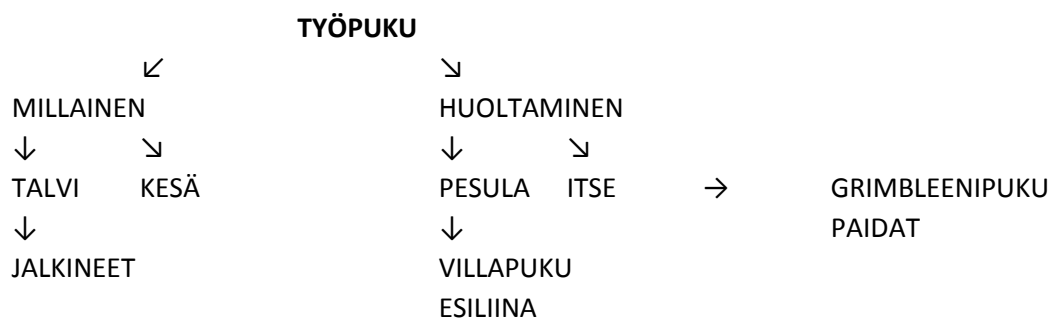 TYÖPUKU
↙ ↘
MILLAINEN HUOLTAMINEN
↓ ↘ ↓ ↘
TALVI KESÄ PESULA ITSE → GRIMBLEENIPUKU
↓ ↓ PAIDAT
JALKINEET VILLAPUKU
ESILIINA